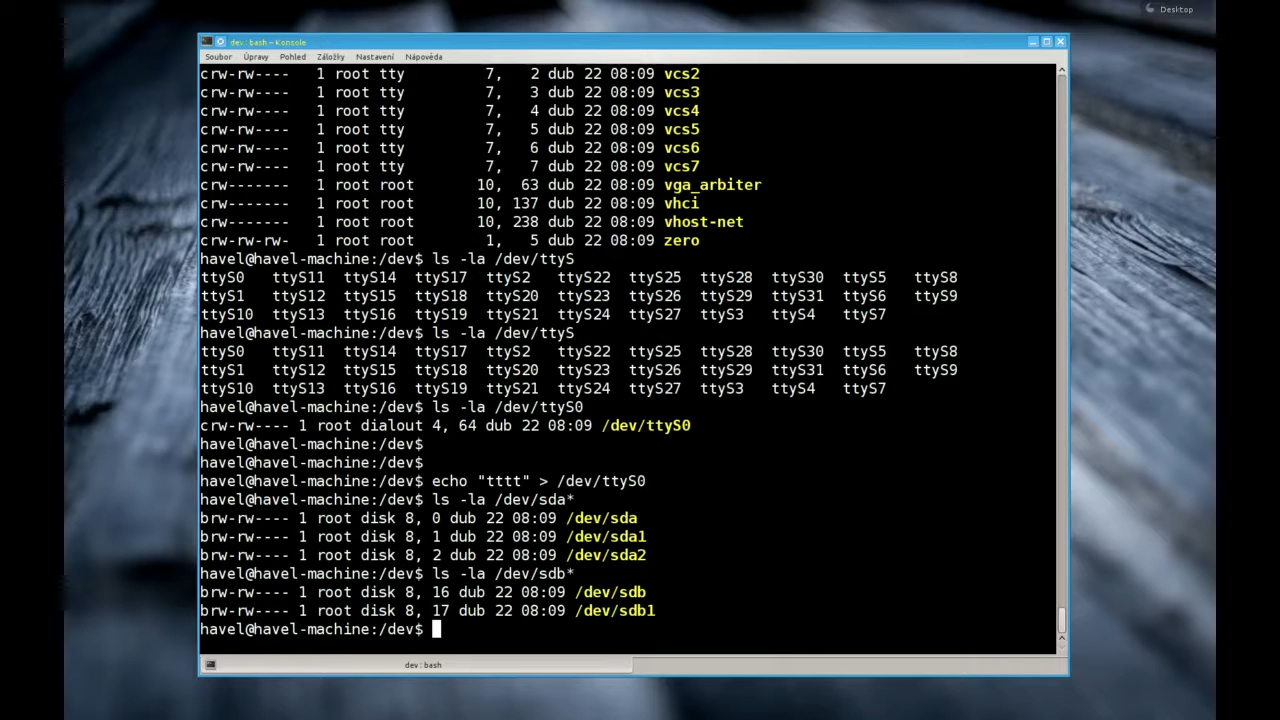 Desktop
dev : bash – Konsole
Soubor Úpravy Pohled Záložky Nastavení Nápověda
crw-rw---- 1 root tty 7, 2 dub 22 08:09 vcs2
crw-rw---- 1 root tty 7, 3 dub 22 08:09 vcs3
crw-rw---- 1 root tty 7, 4 dub 22 08:09 vcs4
crw-rw---- 1 root tty 7, 5 dub 22 08:09 vcs5
crw-rw---- 1 root tty 7, 6 dub 22 08:09 vcs6
crw-rw---- 1 root tty 7, 7 dub 22 08:09 vcs7
crw------- 1 root root 10, 63 dub 22 08:09 vga_arbiter
crw------- 1 root root 10, 137 dub 22 08:09 vhci
crw------- 1 root root 10, 238 dub 22 08:09 vhost-net
crw-rw-rw- 1 root root 1, 5 dub 22 08:09 zero
havel@havel-machine:/dev$ ls -la /dev/ttyS
ttyS0 ttyS11 ttyS14 ttyS17 ttyS2 ttyS22 ttyS25 ttyS28 ttyS30 ttyS5 ttyS8
ttyS1 ttyS12 ttyS15 ttyS18 ttyS20 ttyS23 ttyS26 ttyS29 ttyS31 ttyS6 ttyS9
ttyS10 ttyS13 ttyS16 ttyS19 ttyS21 ttyS24 ttyS27 ttyS3 ttyS4 ttyS7
havel@havel-machine:/dev$ ls -la /dev/ttyS
ttyS0 ttyS11 ttyS14 ttyS17 ttyS2 ttyS22 ttyS25 ttyS28 ttyS30 ttyS5 ttyS8
ttyS1 ttyS12 ttyS15 ttyS18 ttyS20 ttyS23 ttyS26 ttyS29 ttyS31 ttyS6 ttyS9
ttyS10 ttyS13 ttyS16 ttyS19 ttyS21 ttyS24 ttyS27 ttyS3 ttyS4 ttyS7
havel@havel-machine:/dev$ ls -la /dev/ttyS0
crw-rw---- 1 root dialout 4, 64 dub 22 08:09 /dev/ttyS0
havel@havel-machine:/dev$
havel@havel-machine:/dev$
havel@havel-machine:/dev$ echo "tttt" > /dev/ttyS0
havel@havel-machine:/dev$ ls -la /dev/sda*
brw-rw---- 1 root disk 8, 0 dub 22 08:09 /dev/sda
brw-rw---- 1 root disk 8, 1 dub 22 08:09 /dev/sda1
brw-rw---- 1 root disk 8, 2 dub 22 08:09 /dev/sda2
havel@havel-machine:/dev$ ls -la /dev/sdb*
brw-rw---- 1 root disk 8, 16 dub 22 08:09 /dev/sdb
brw-rw---- 1 root disk 8, 17 dub 22 08:09 /dev/sdb1
havel@havel-machine:/dev$
dev : bash